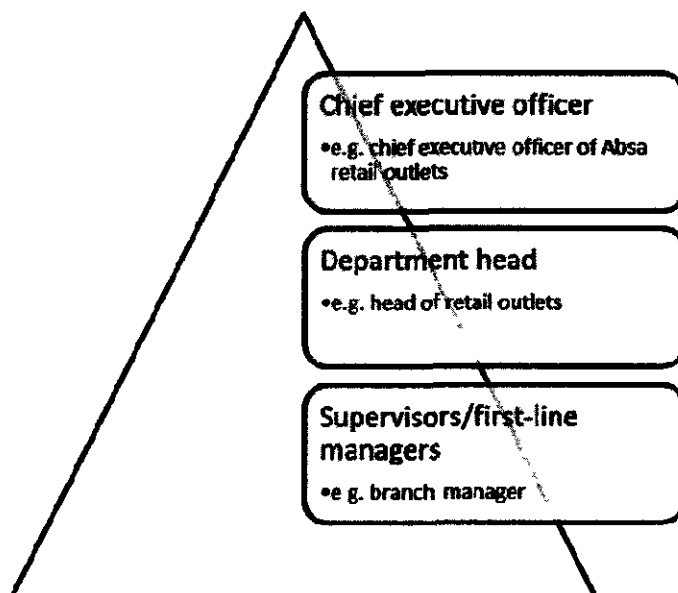 Chief executive officer
•e.g. chief executive officer of Absa
retail outlets
Department head
•e.g. head of retail outlets
Supervisors/first-line
managers
•e g. branch manager